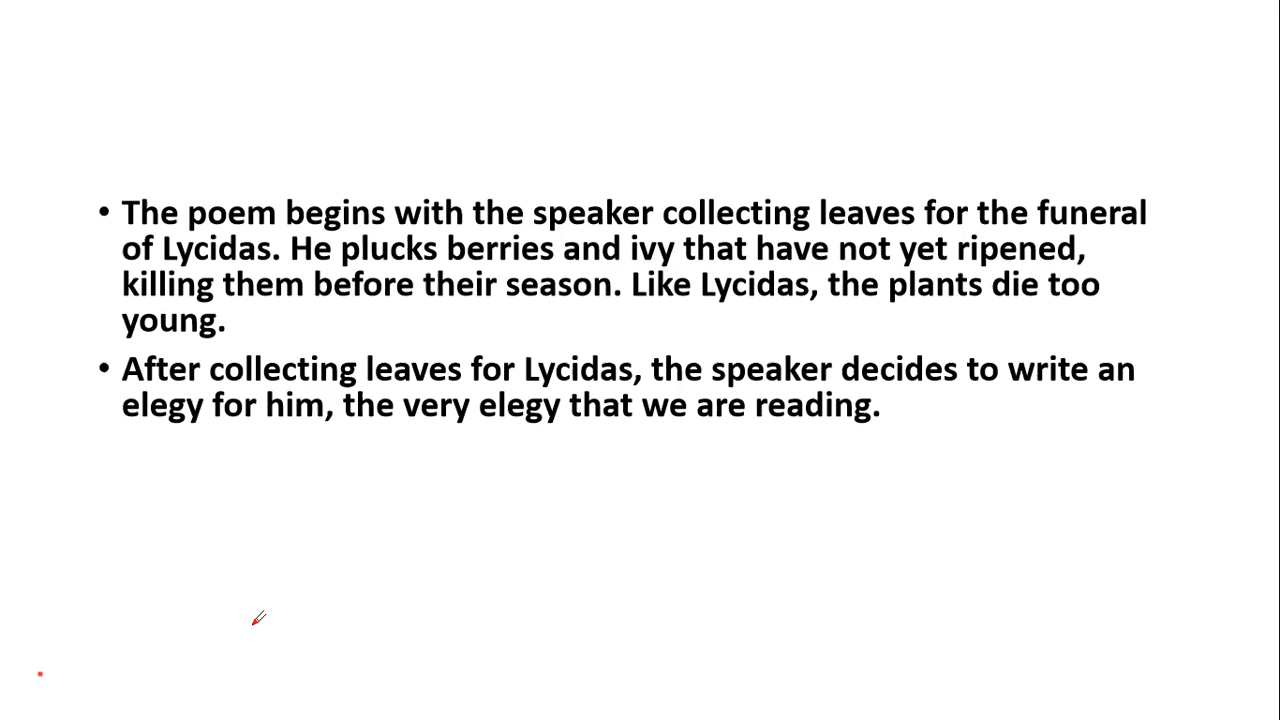 • The poem begins with the speaker collecting leaves for the funeral
of Lycidas. He plucks berries and ivy that have not yet ripened,
killing them before their season. Like Lycidas, the plants die too
young.
• After collecting leaves for Lycidas, the speaker decides to write an
elegy for him, the very elegy that we are reading.